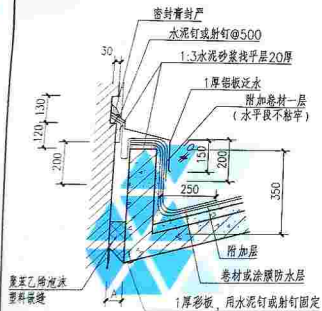 密封膏封严
水泥钉或射钉@500
30
1:3水泥砂浆找平层20厚
1厚铝板泛水
附加卷材一层
(水平段不粘牢)
130
120
200
150
200
350
250
附加层
卷材或涂膜防水层
聚苯乙烯泡沫
塑料嵌缝
A
1厚彩板，用水泥钉或射钉固定